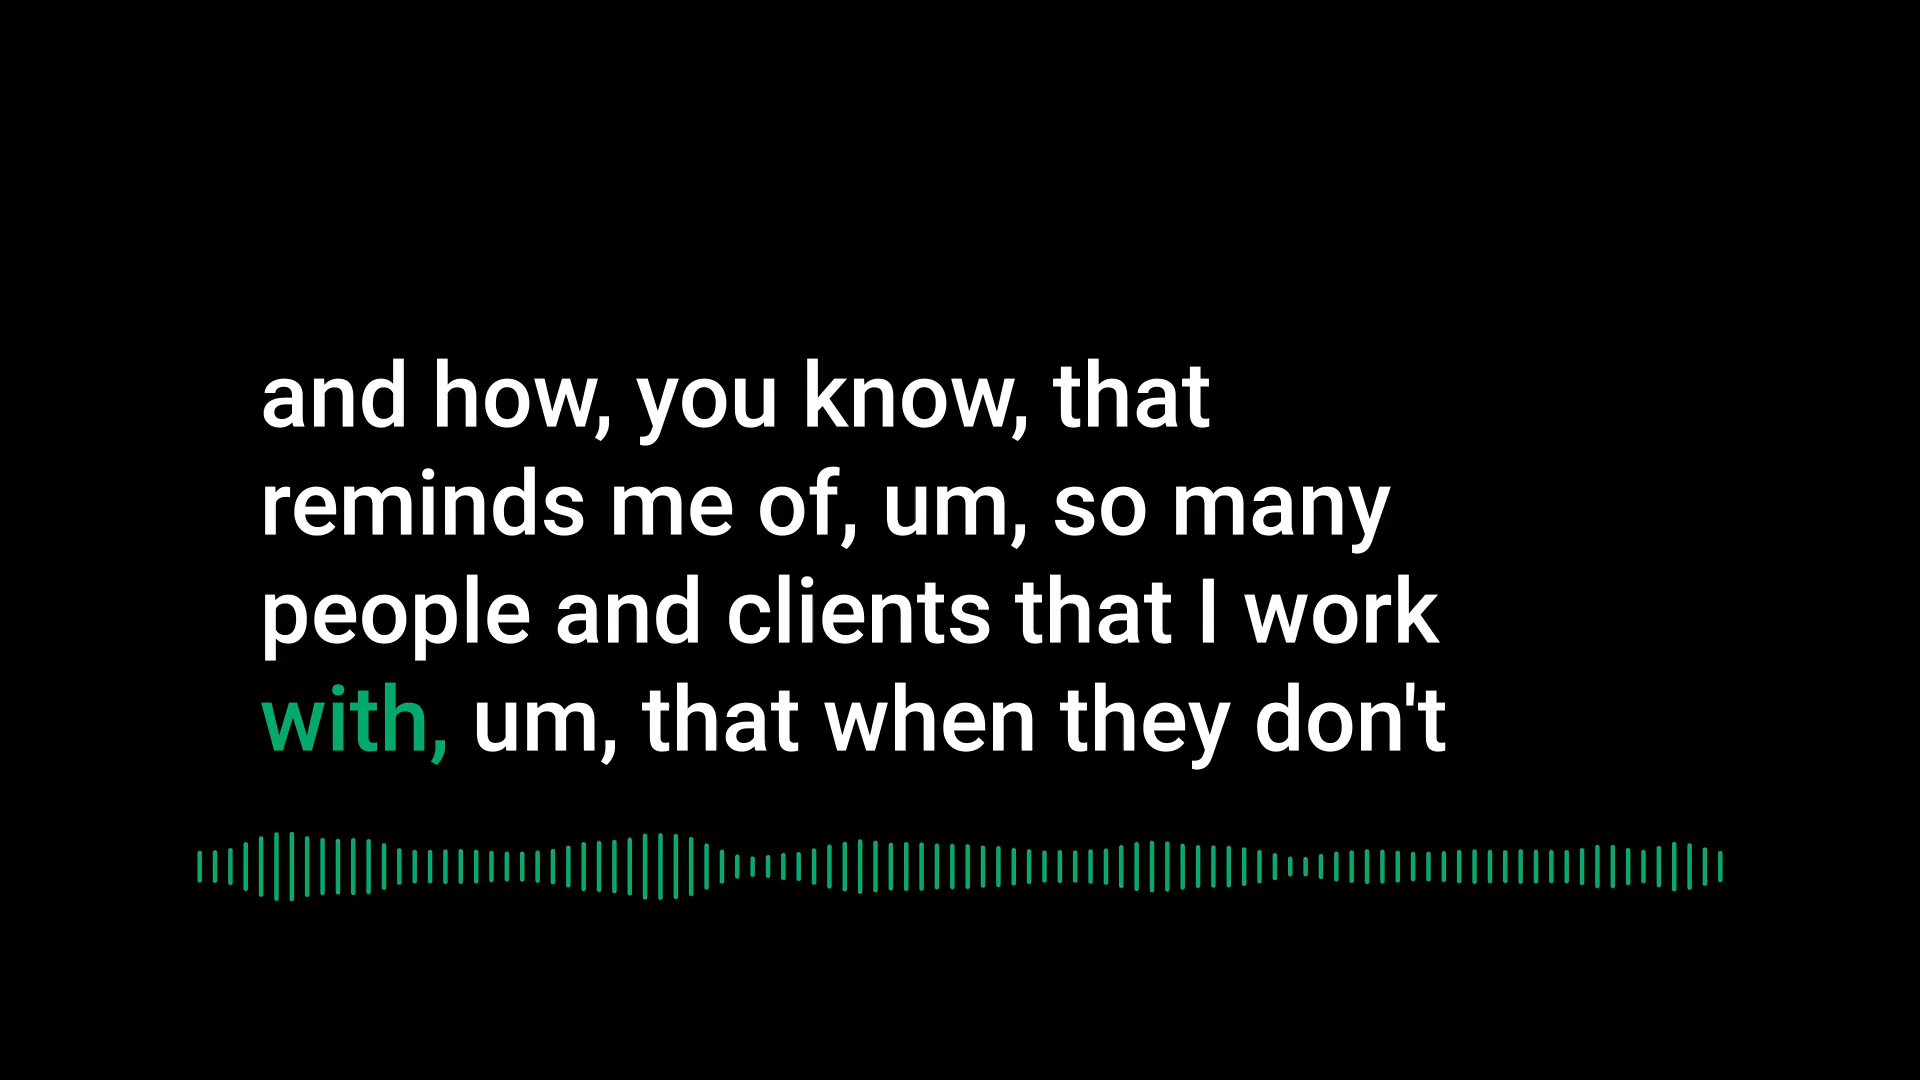 and how, you know, that
reminds me of, um, so many
people and clients that I work
with, um, that when they don't